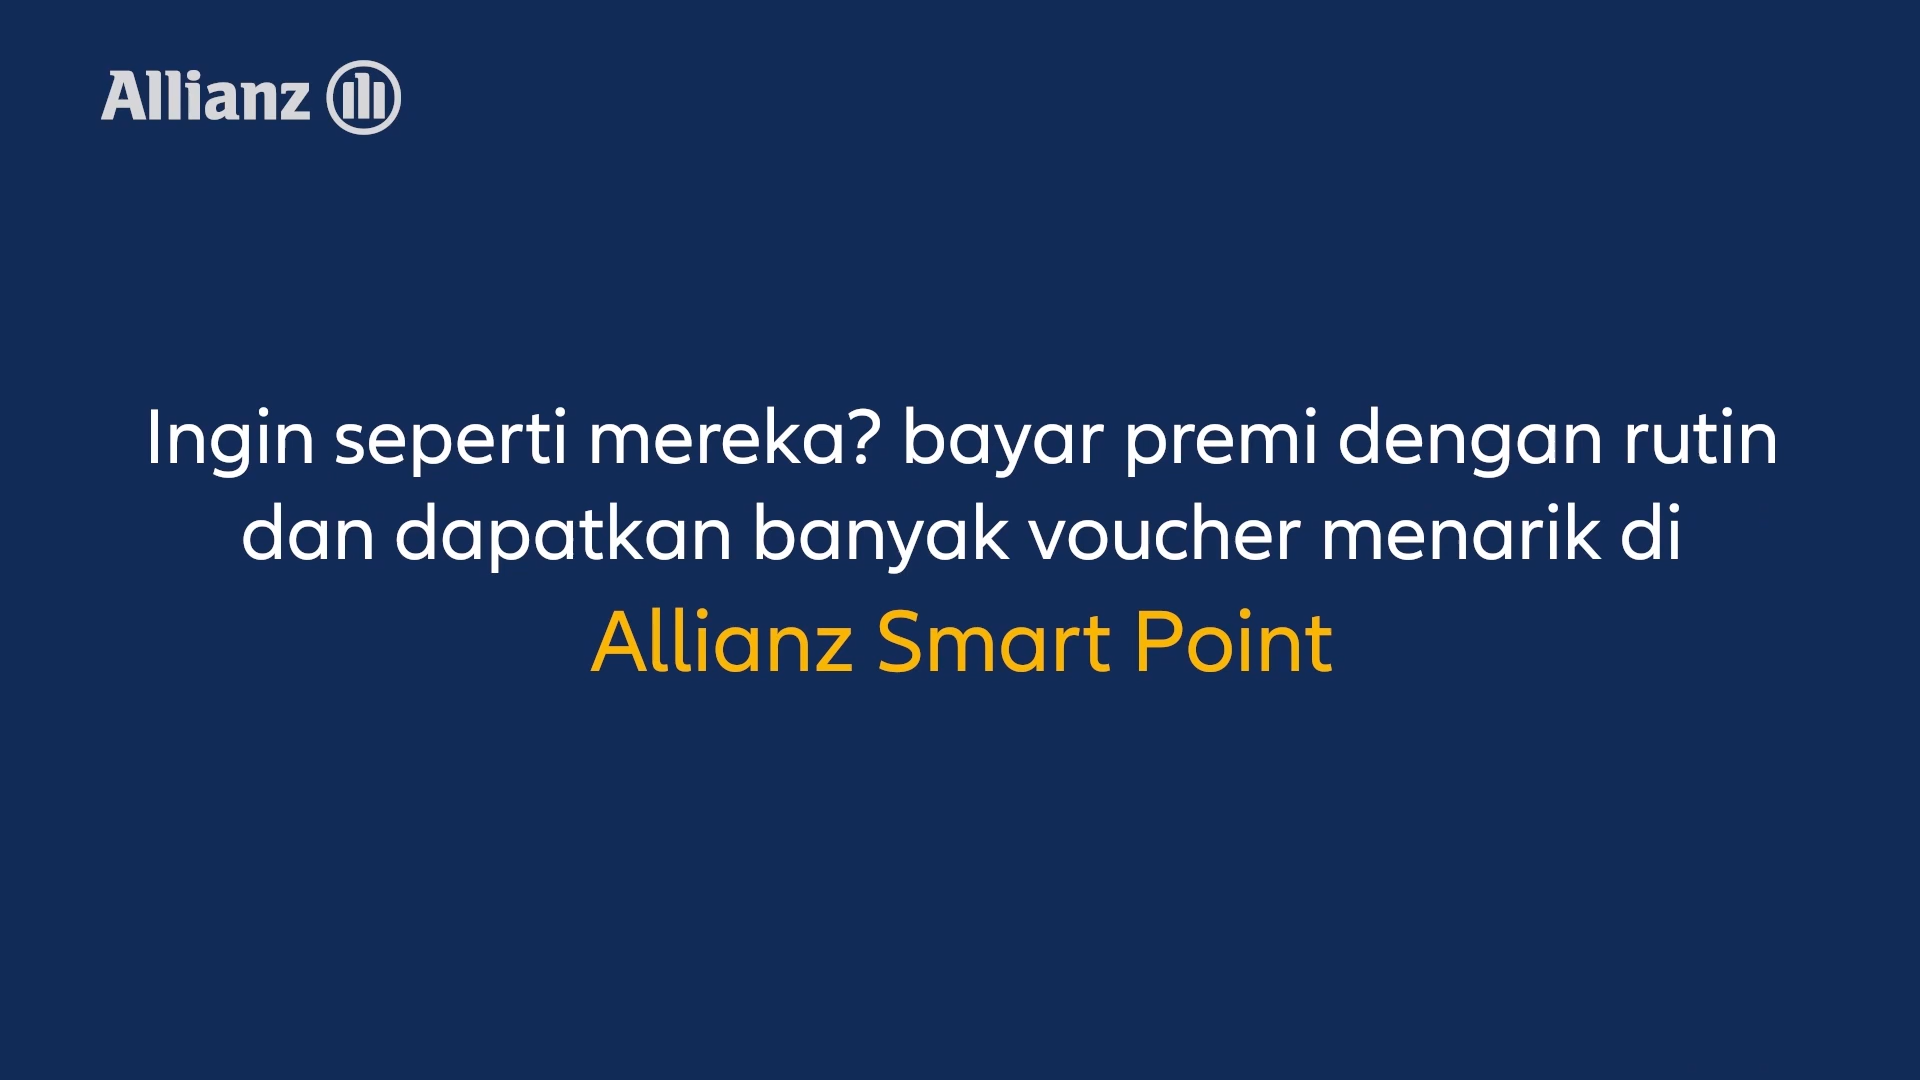 Allianz
Ingin seperti mereka? bayar premi dengan rutin
dan dapatkan banyak voucher menarik di
Allianz Smart Point